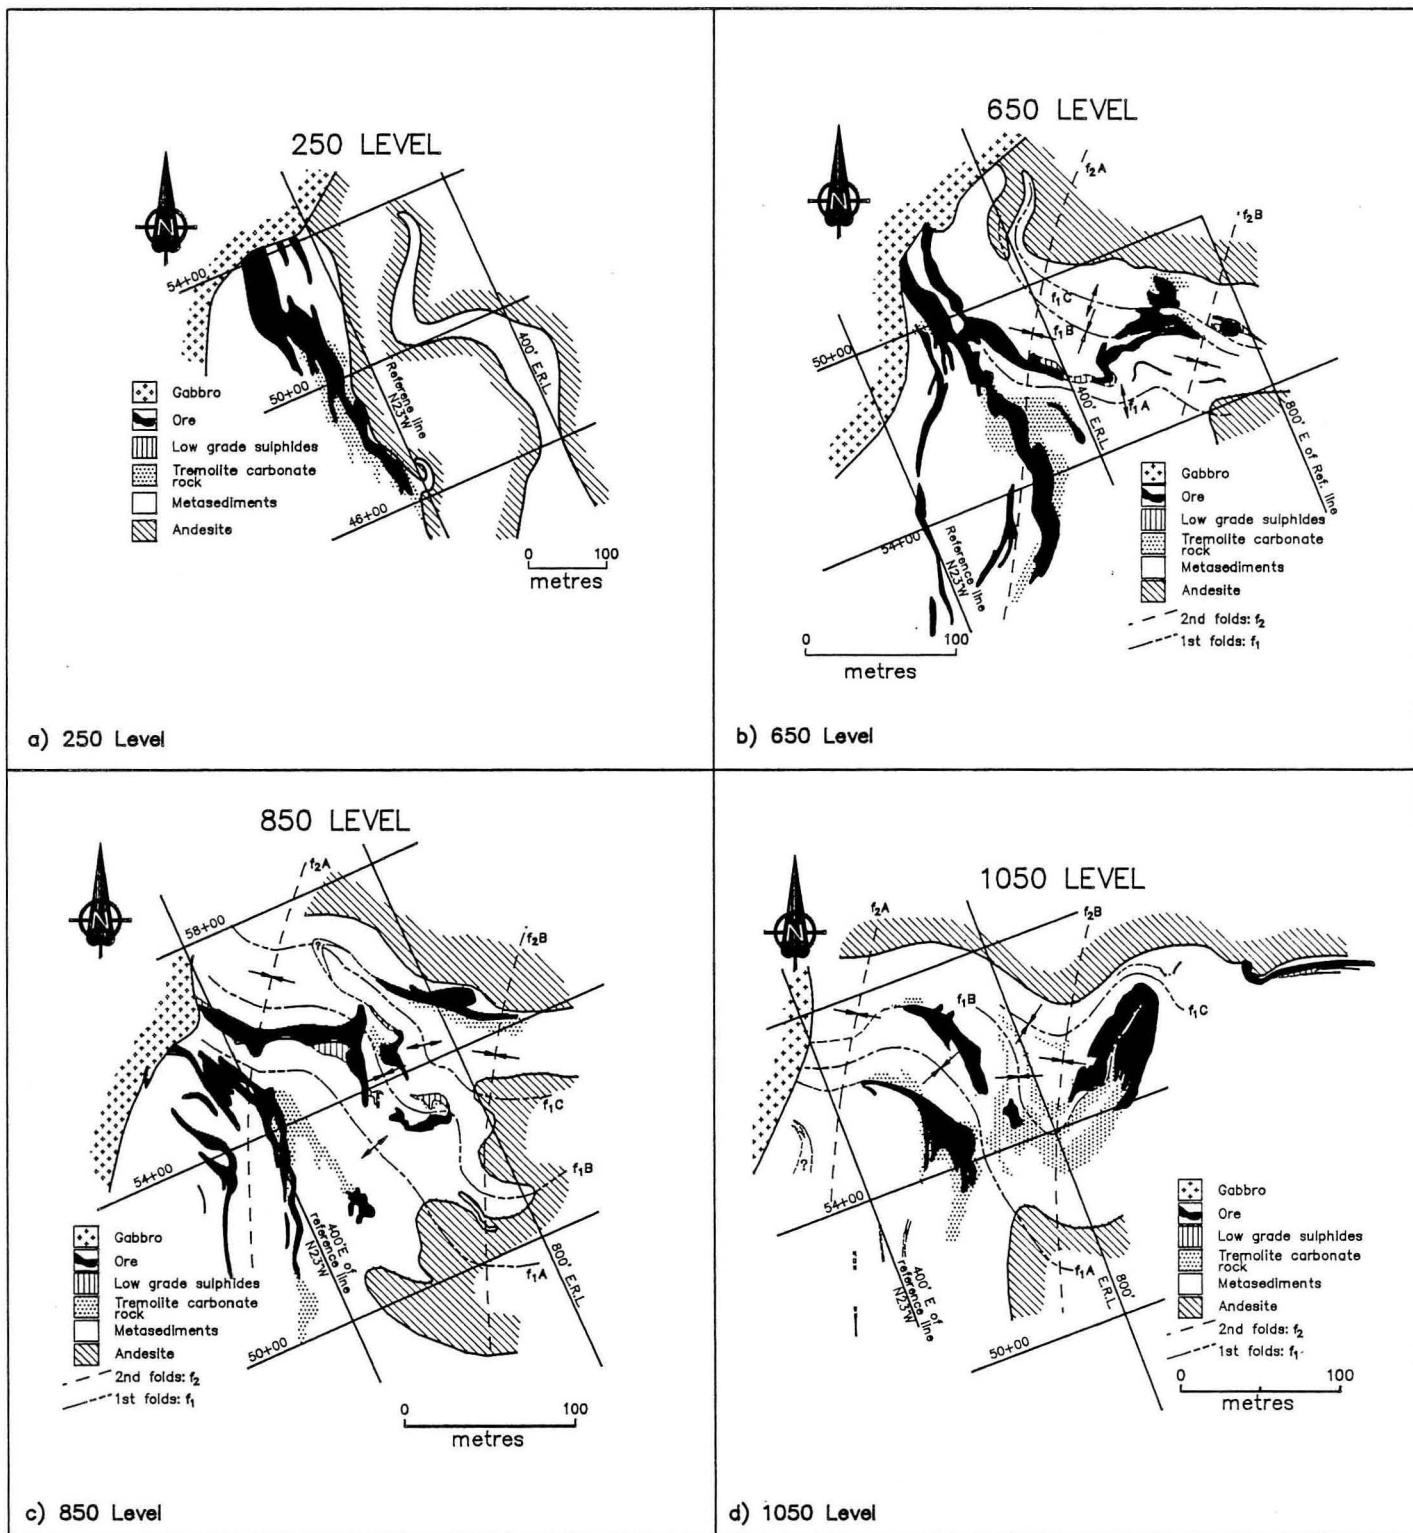 250 LEVEL
N
54+00
50+00
46+00
Reference line
N23°W
400' E.R.L.
Gabbro
Ore
Low grade sulphides
Tremolite carbonate
rock
Metasediments
Andesite
0 100
metres
a) 250 Level
650 LEVEL
N
f₂A
f₂B
f₁C
f₁B
f₁A
50+00
54+00
Reference line
N23°W
400' E.R.L.
800' E of Ref. line
Gabbro
Ore
Low grade sulphides
Tremolite carbonate
rock
Metasediments
Andesite
2nd folds: f₂
1st folds: f₁
0 100
metres
b) 650 Level
850 LEVEL
N
f₂A
58+00
?
f₂B
f₁C
f₁B
54+00
f₁A
50+00
400'E of
reference line
N23°W
800' E.R.L.
Gabbro
Ore
Low grade sulphides
Tremolite carbonate
rock
Metasediments
Andesite
2nd folds: f₂
1st folds: f₁
0 100
metres
c) 850 Level
1050 LEVEL
N
f₂A
f₂B
f₁B
f₁C
?
54+00
f₁A
400' E of
reference line
N23°W
800'
E.R.L.
50+00
Gabbro
Ore
Low grade sulphides
Tremolite carbonate
rock
Metasediments
Andesite
2nd folds: f₂
1st folds: f₁
0 100
metres
d) 1050 Level